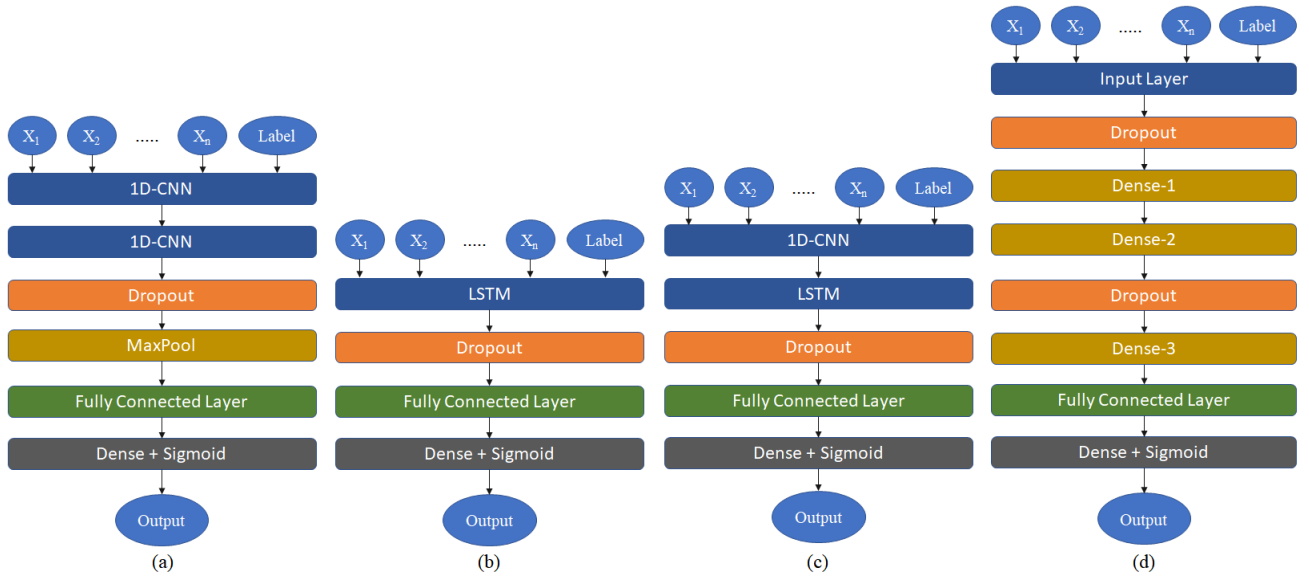 X1 X2 ..... Xn Label
1D-CNN
1D-CNN
Dropout
MaxPool
Fully Connected Layer
Dense + Sigmoid
Output
(a)
X1 X2 ..... Xn Label
LSTM
Dropout
Fully Connected Layer
Dense + Sigmoid
Output
(b)
X1 X2 ..... Xn Label
1D-CNN
LSTM
Dropout
Fully Connected Layer
Dense + Sigmoid
Output
(c)
X1 X2 ..... Xn Label
Input Layer
Dropout
Dense-1
Dense-2
Dropout
Dense-3
Fully Connected Layer
Dense + Sigmoid
Output
(d)